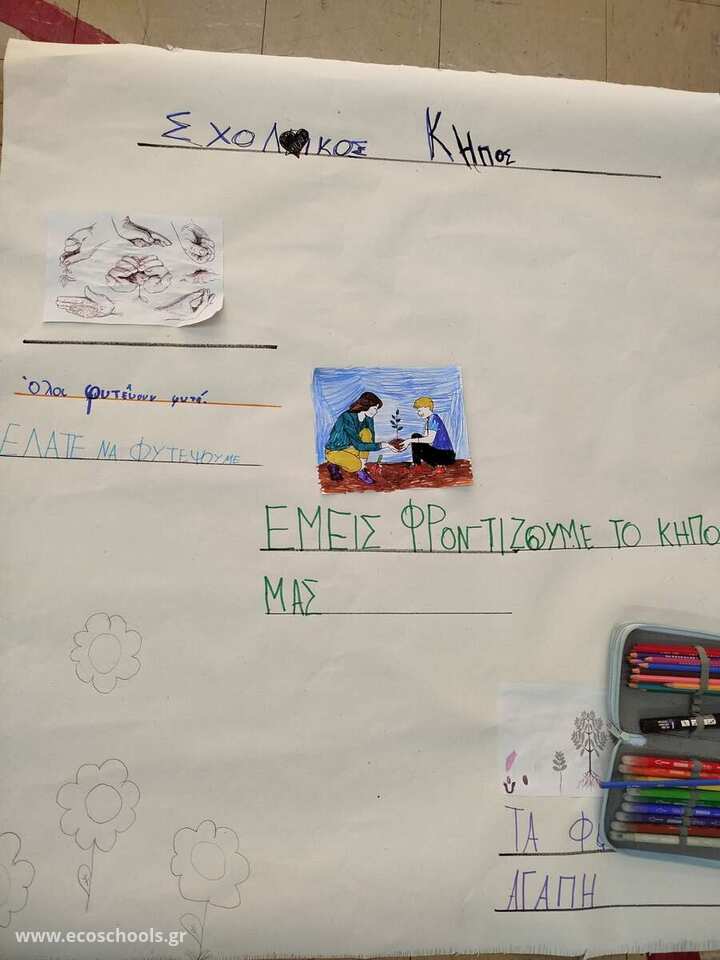 ΣΧΟΛΙΚΟΣ ΚΗΠΟΣ
Όλοι φυτεύουν φυτά.
ΕΛΑΤΕ ΝΑ ΦΥΤΕΨΟΥΜΕ
ΕΜΕΙΣ ΦΡΟΝΤΙΖΟΥΜΕ ΤΟ ΚΗΠΟ
ΜΑΣ
ΤΑ
ΑΓΑΠΗ
www.ecoschools.gr